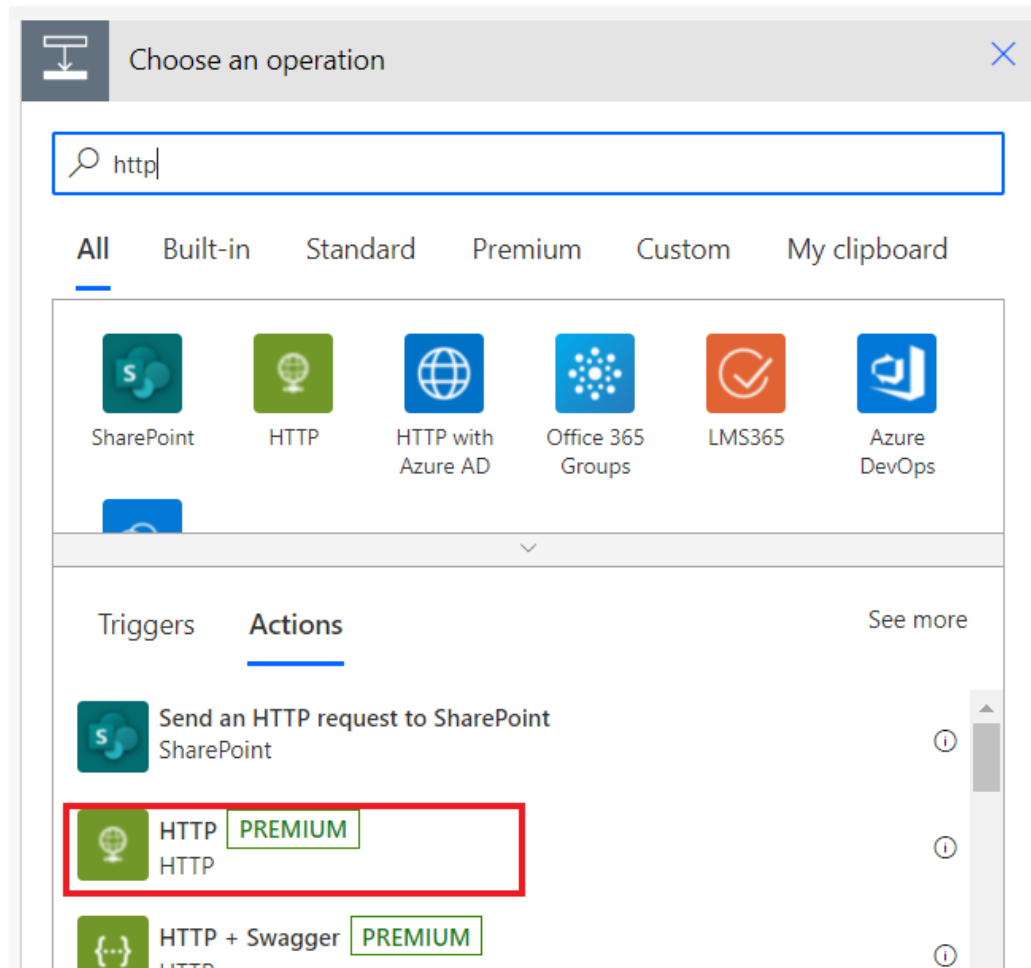 Choose an operation
http
All Built-in Standard Premium Custom My clipboard
SharePoint HTTP HTTP with Azure AD Office 365 Groups LMS365 Azure DevOps
Triggers Actions See more
Send an HTTP request to SharePoint
SharePoint
HTTP PREMIUM
HTTP
HTTP + Swagger PREMIUM
HTTP